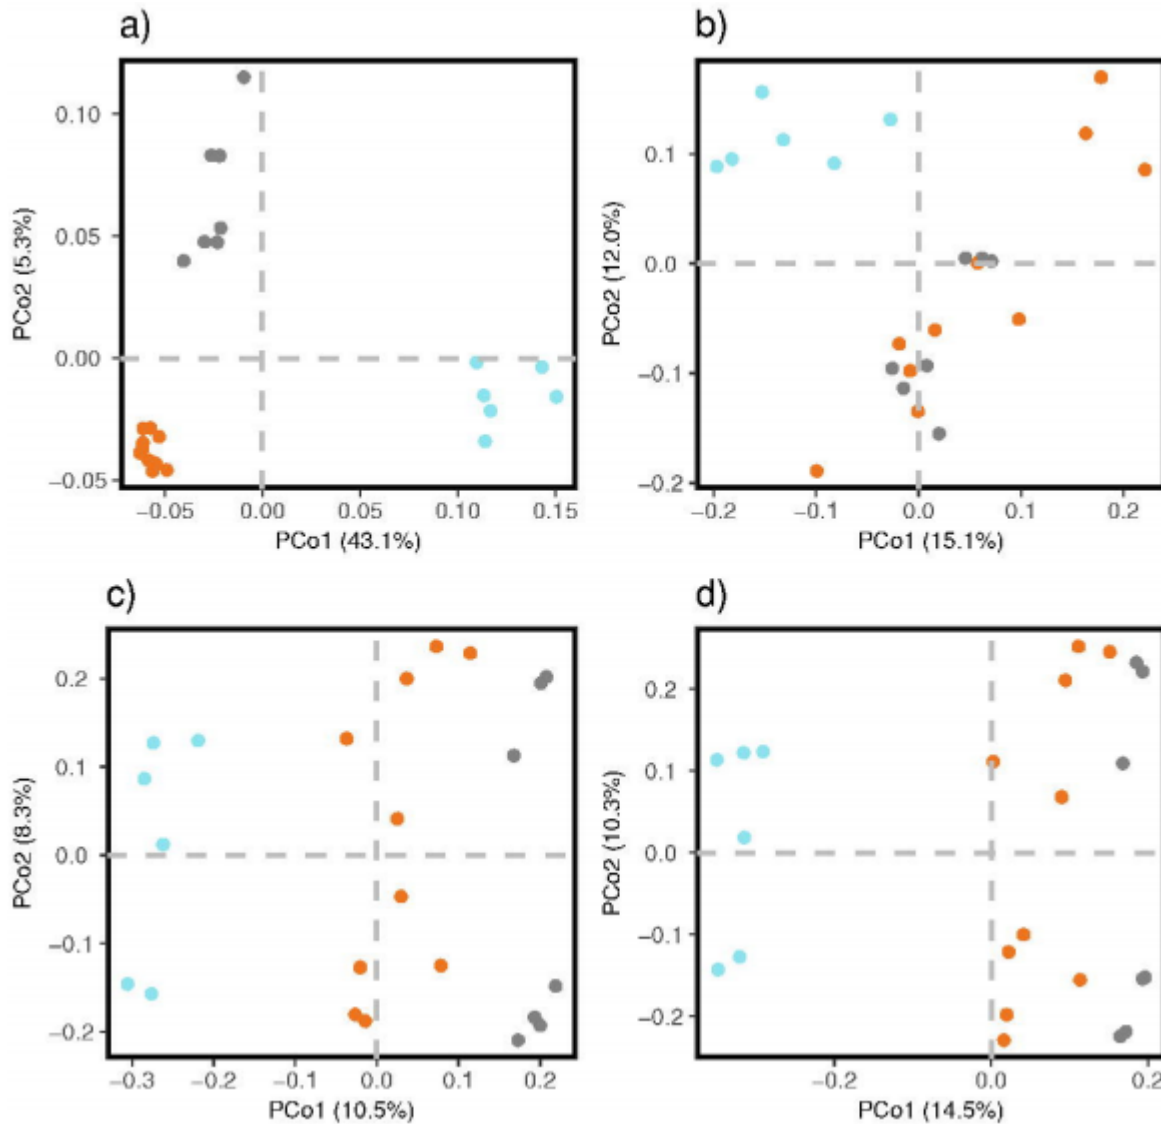 a)
0.10
0.05
0.00
−0.05
PCo2 (5.3%)
−0.05 0.00 0.05 0.10 0.15
PCo1 (43.1%)
b)
0.1
0.0
−0.1
−0.2
PCo2 (12.0%)
−0.2 −0.1 0.0 0.1 0.2
PCo1 (15.1%)
c)
0.2
0.1
0.0
−0.1
−0.2
PCo2 (8.3%)
−0.3 −0.2 −0.1 0.0 0.1 0.2
PCo1 (10.5%)
d)
0.2
0.1
0.0
−0.1
−0.2
PCo2 (10.3%)
−0.2 0.0 0.2
PCo1 (14.5%)